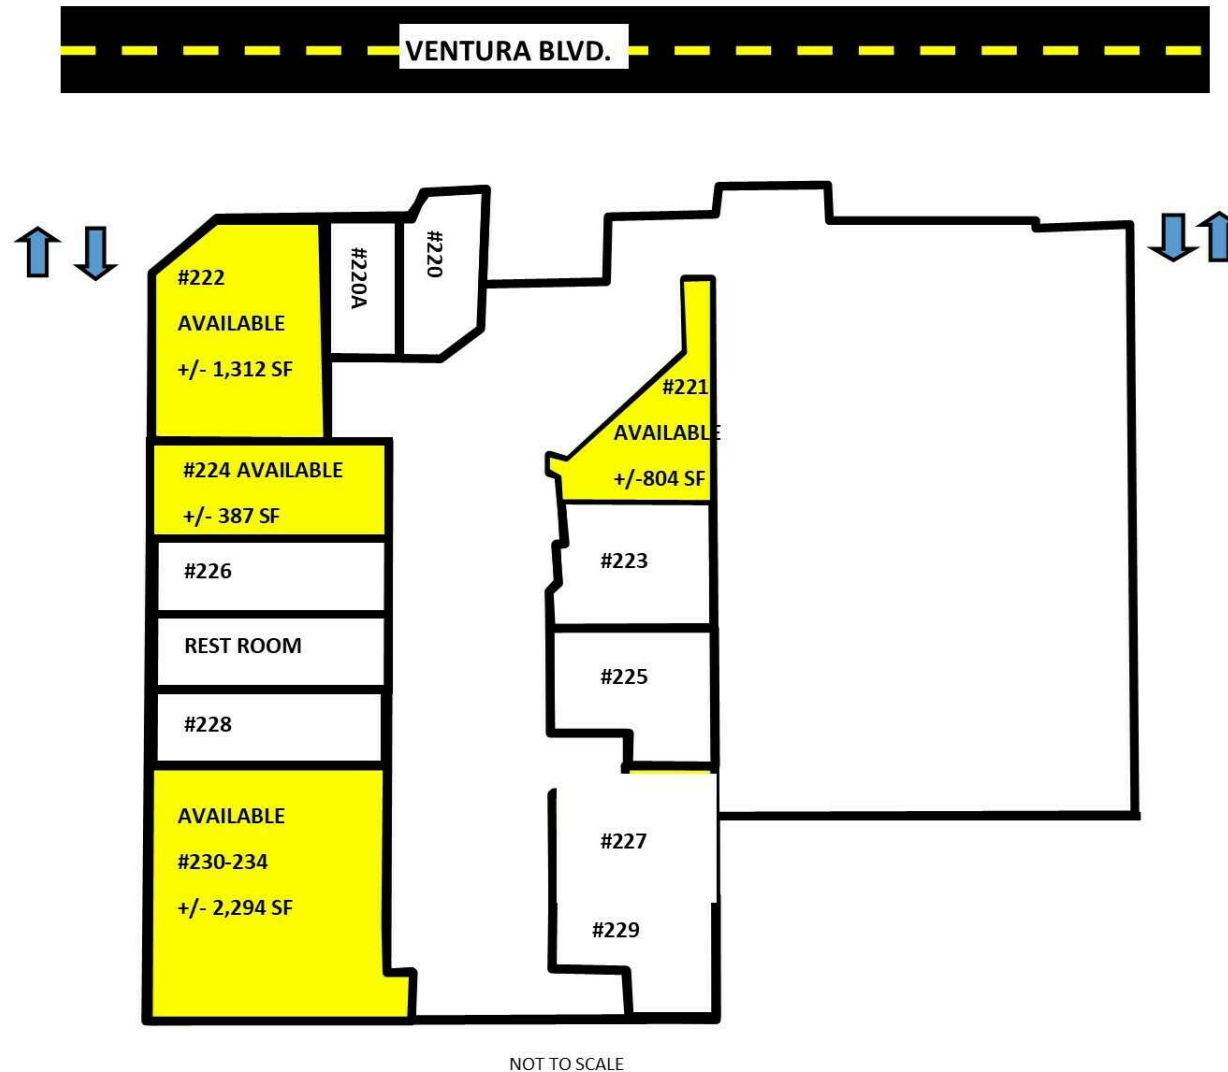 VENTURA BLVD.
#222
AVAILABLE
+/- 1,312 SF
#220A
#220
#221
AVAILABLE
+/-804 SF
#224 AVAILABLE
+/- 387 SF
#226
REST ROOM
#228
#223
#225
AVAILABLE
#230-234
+/- 2,294 SF
#227
#229
NOT TO SCALE